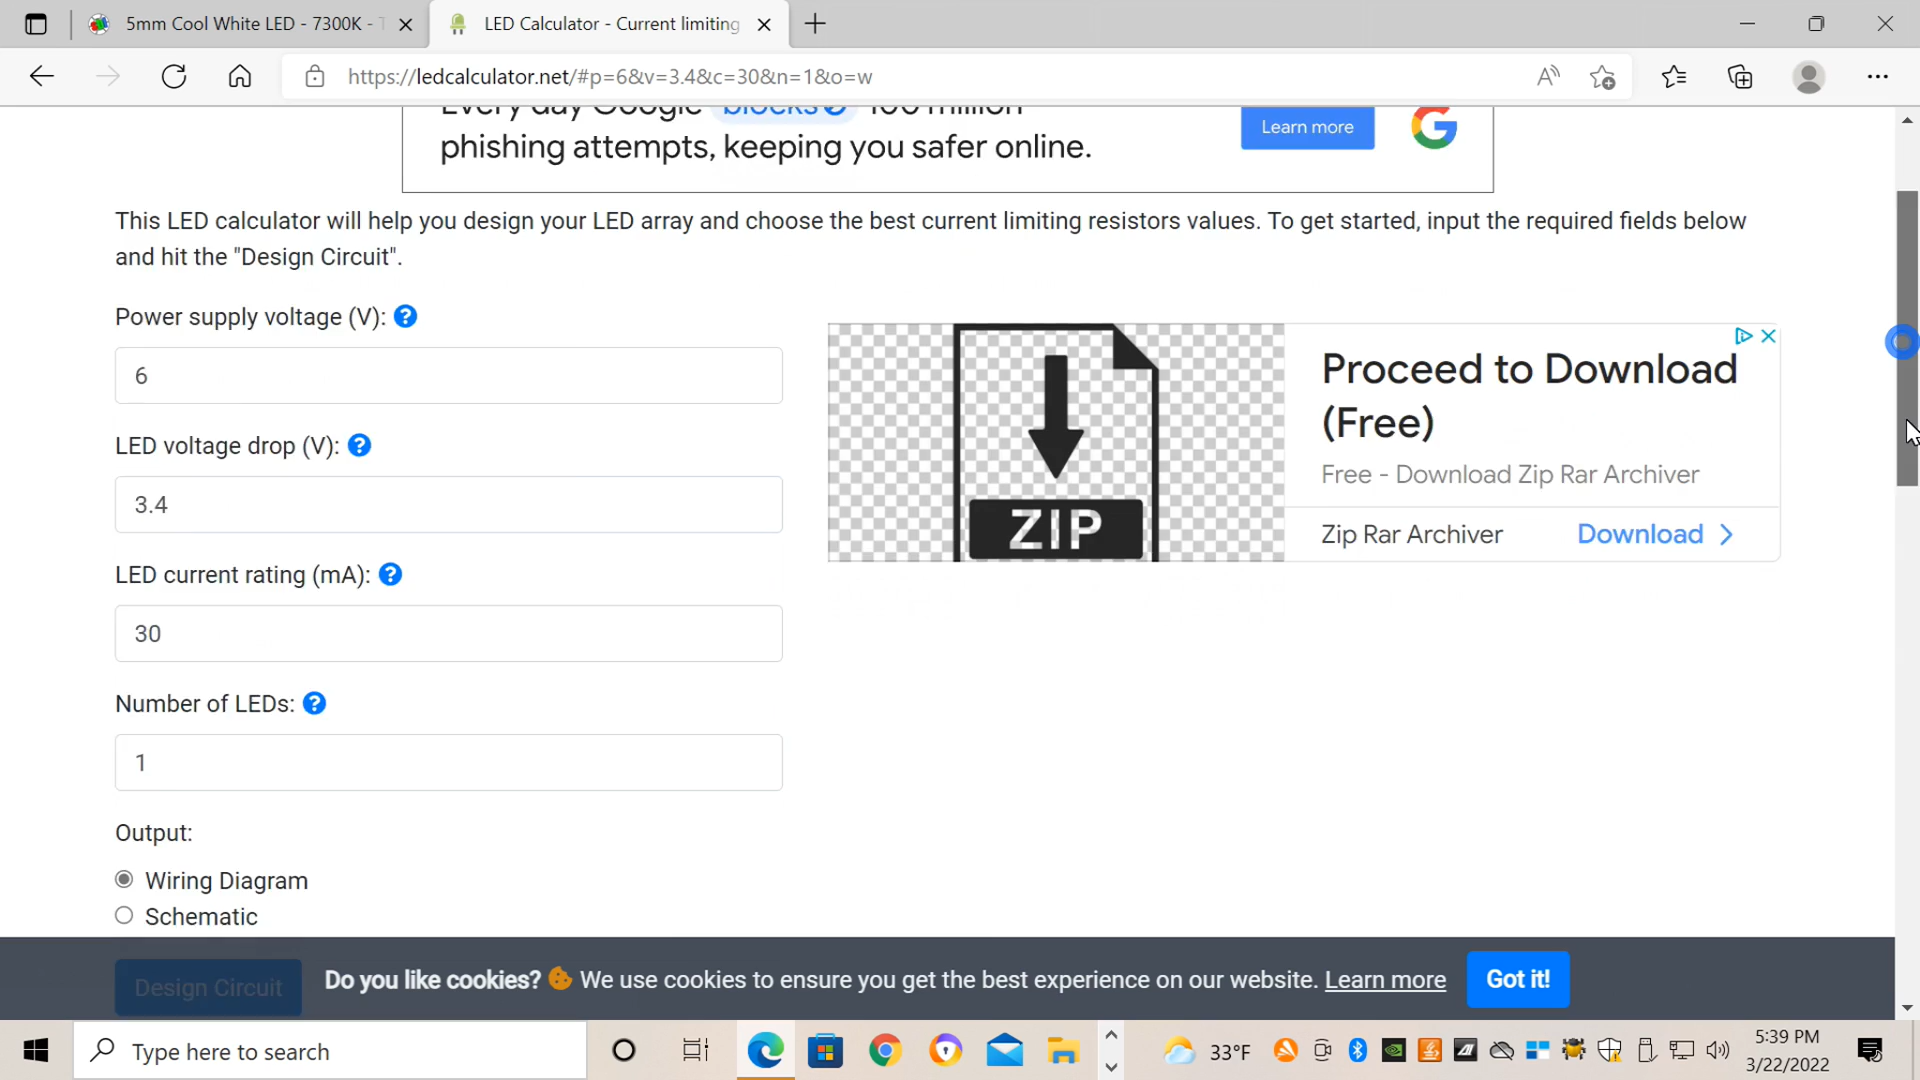 5mm Cool White LED - 7300K -
LED Calculator - Current limiting
https://ledcalculator.net/#p=6&v=3.4&c=30&n=1&o=w
Every day Google blocks 100 million
phishing attempts, keeping you safer online.
Learn more
This LED calculator will help you design your LED array and choose the best current limiting resistors values. To get started, input the required fields below
and hit the "Design Circuit".
Power supply voltage (V):
6
LED voltage drop (V):
3.4
LED current rating (mA):
30
Number of LEDs:
1
Output:
Wiring Diagram
Schematic
Design Circuit
ZIP
Proceed to Download
(Free)
Free - Download Zip Rar Archiver
Zip Rar Archiver
Download
Do you like cookies? We use cookies to ensure you get the best experience on our website. Learn more
Got it!
Type here to search
33°F
5:39 PM
3/22/2022